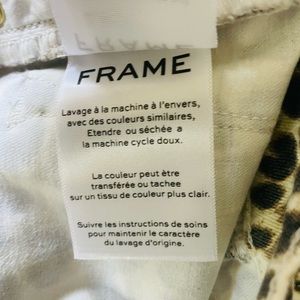 FRAME
Lavage à la machine à l'envers,
avec des couleurs similaires,
Etendre ou séchée a
la machine cycle doux.
La couleur peut être
transférée ou tachee
sur un tissu de couleur plus clair.
Suivre les instructions de soins
pour maintenir le caractère
du lavage d'origine.